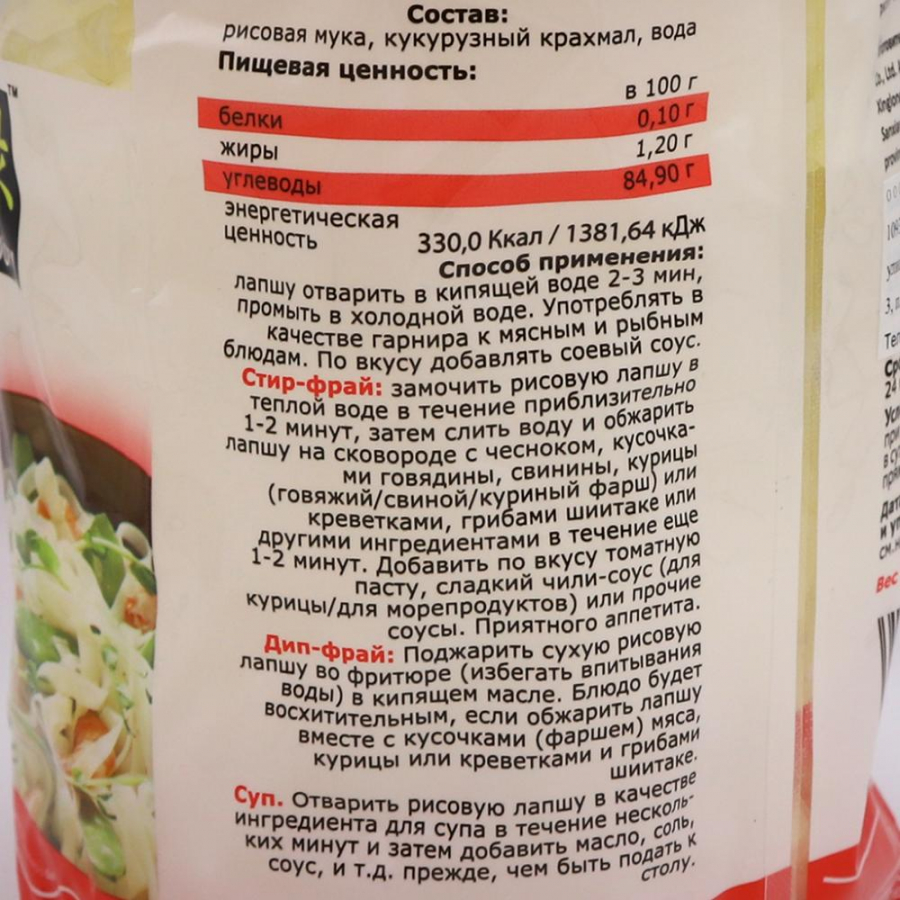 Состав:
рисовая мука, кукурузный крахмал, вода
Пищевая ценность:
в 100 г
белки 0,10 г
жиры 1,20 г
углеводы 84,90 г
энергетическая
ценность 330,0 Ккал / 1381,64 кДж
Способ применения:
лапшу отварить в кипящей воде 2-3 мин,
промыть в холодной воде. Употреблять в
качестве гарнира к мясным и рыбным
блюдам. По вкусу добавлять соевый соус.
Стир-фрай: замочить рисовую лапшу в
теплой воде в течение приблизительно
1-2 минут, затем слить воду и обжарить
лапшу на сковороде с чесноком, кусочка-
ми говядины, свинины, курицы
(говяжий/свиной/куриный фарш) или
креветками, грибами шиитаке или
другими ингредиентами в течение еще
1-2 минут. Добавить по вкусу томатную
пасту, сладкий чили-соус (для
курицы/для морепродуктов) или прочие
соусы. Приятного аппетита.
Дип-фрай: Поджарить сухую рисовую
лапшу во фритюре (избегать впитывания
воды) в кипящем масле. Блюдо будет
восхитительным, если обжарить лапшу
вместе с кусочками (фаршем) мяса,
курицы или креветками и грибами
шиитаке.
Суп. Отварить рисовую лапшу в качестве
ингредиента для супа в течение несколь-
ких минут и затем добавить масло, соль,
соус, и т.д. прежде, чем быть подать к
столу.
TM
Co., Ltd.
24
Вес